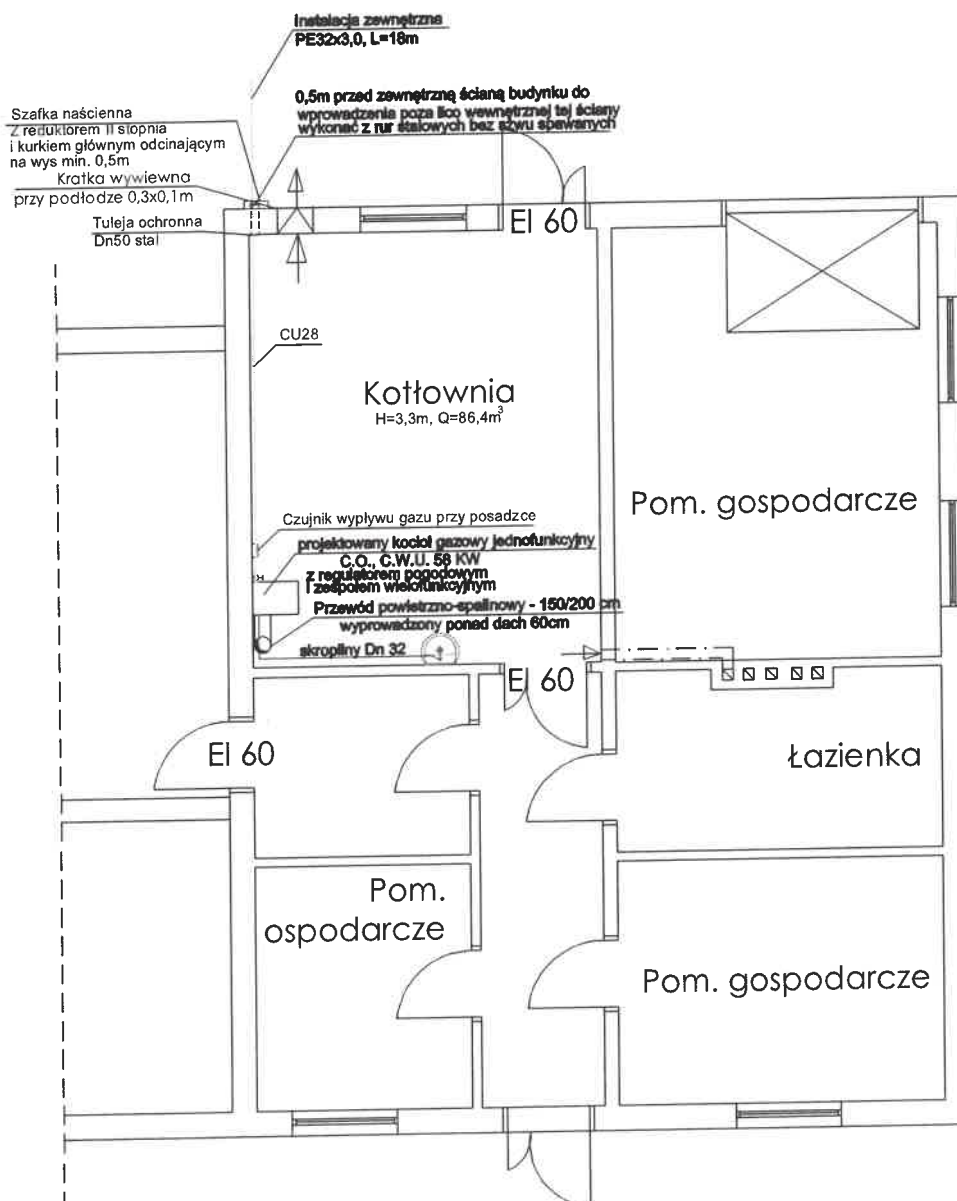 Instalacja zewnętrzna
PE32x3,0, L=18m
0,5m przed zewnętrzną ścianą budynku do
wprowadzenia poza lico wewnętrznej tej ściany
wykonać z rur stalowych bez szwu spawanych
Szafka naścienna
Z reduktorem II stopnia
i kurkiem głównym odcinającym
na wys min. 0,5m
Kratka wywiewna
przy podłodze 0,3x0,1m
Tuleja ochronna
Dn50 stal
EI 60
CU28
Kotłownia
H=3,3m, Q=86,4m³
Pom. gospodarcze
Czujnik wypływu gazu przy posadzce
projektowany kocioł gazowy jednofunkcyjny
C.O., C.W.U. 58 KW
z regulatorem pogodowym
i zespołem wielofunkcyjnym
Przewód powietrzno-spalinowy - 150/200 cm
wyprowadzony ponad dach 60cm
skropliny Dn 32
EI 60
EI 60
Łazienka
Pom.
ospodarcze
Pom. gospodarcze